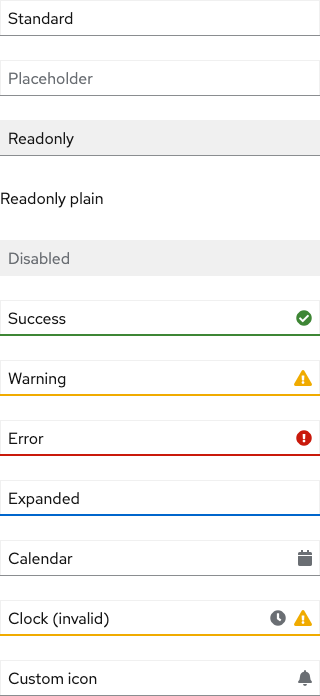 Standard
Placeholder
Readonly
Readonly plain
Disabled
Success
Warning
Error
Expanded
Calendar
Clock (invalid)
Custom icon